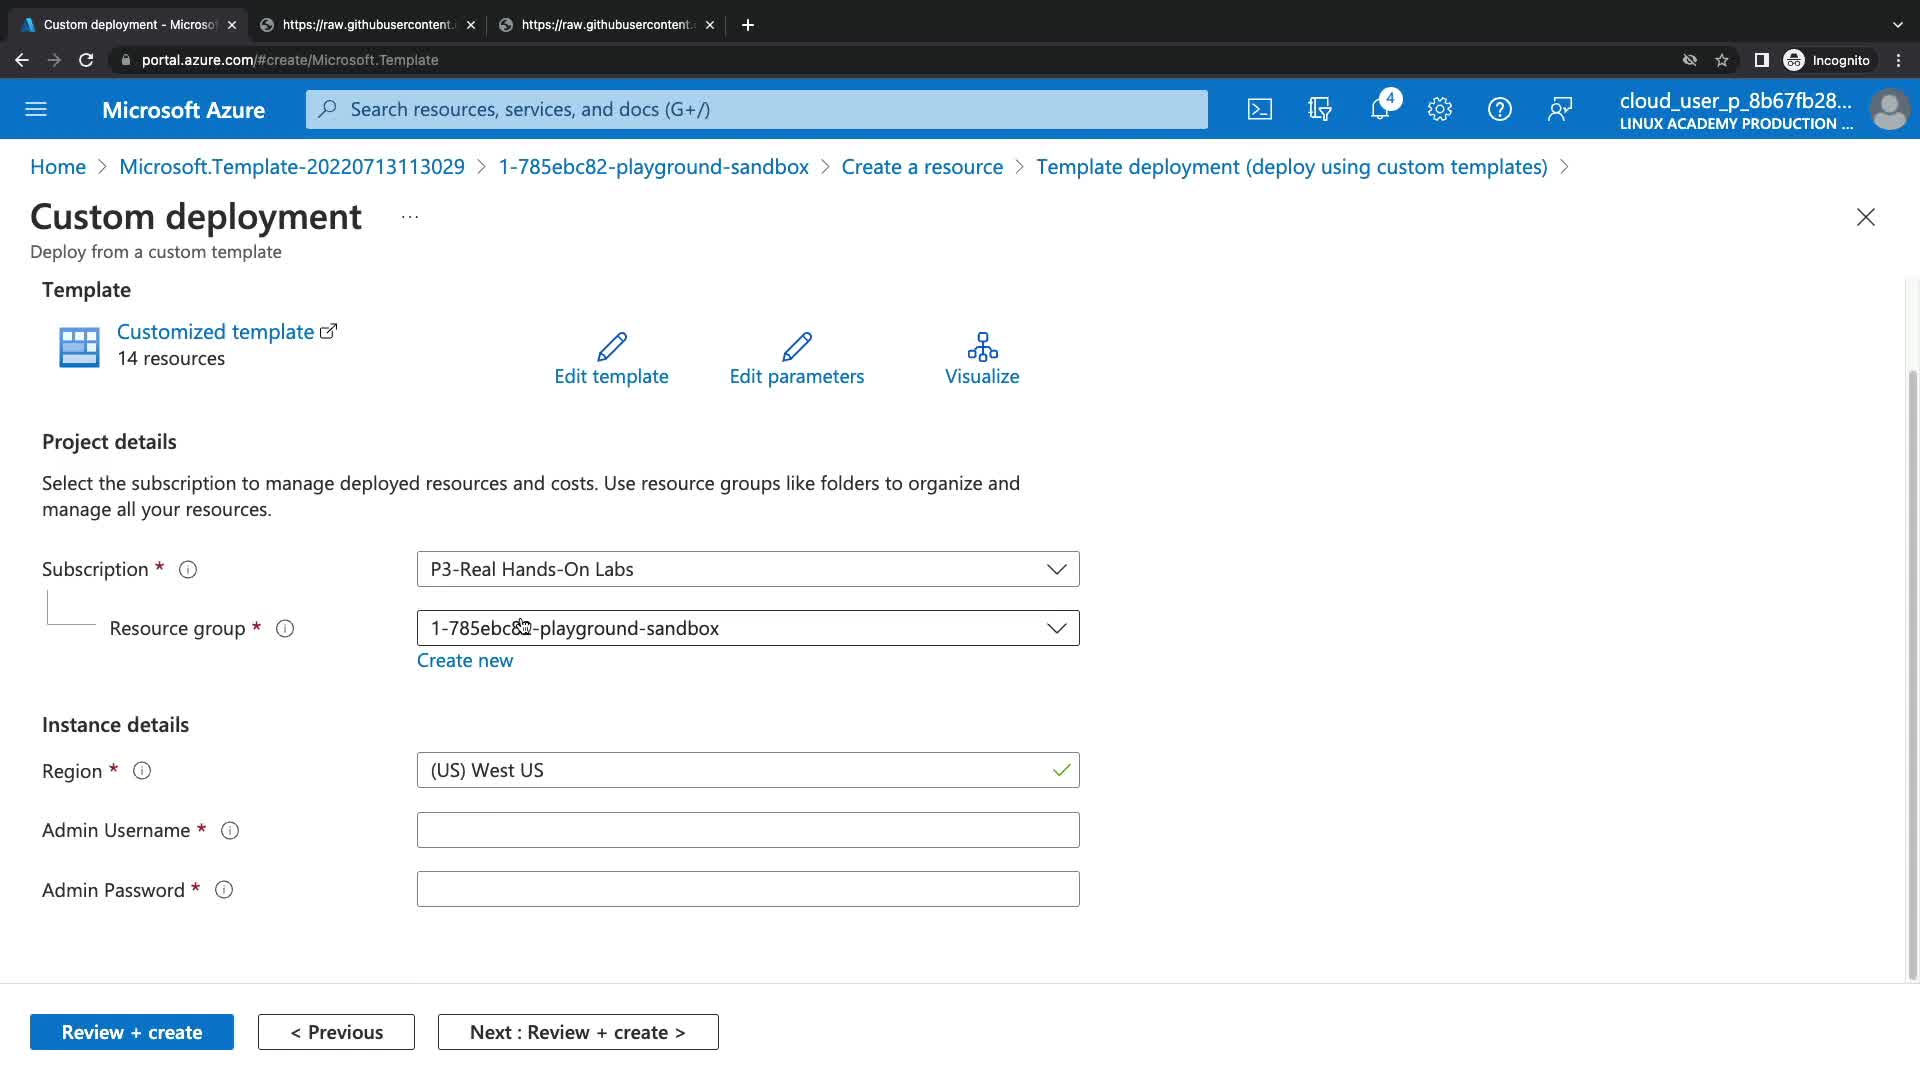 Custom deployment - Microso
https://raw.githubusercontent.
https://raw.githubusercontent.
portal.azure.com/#create/Microsoft.Template
Incognito
Microsoft Azure
Search resources, services, and docs (G+/)
4
cloud_user_p_8b67fb28...
LINUX ACADEMY PRODUCTION ...
Home > Microsoft.Template-20220713113029 > 1-785ebc82-playground-sandbox > Create a resource > Template deployment (deploy using custom templates) >
Custom deployment ...
Deploy from a custom template
Template
Customized template
14 resources
Edit template
Edit parameters
Visualize
Project details
Select the subscription to manage deployed resources and costs. Use resource groups like folders to organize and
manage all your resources.
Subscription *
P3-Real Hands-On Labs
Resource group *
1-785ebc82-playground-sandbox
Create new
Instance details
Region *
(US) West US
Admin Username *
Admin Password *
Review + create
< Previous
Next : Review + create >